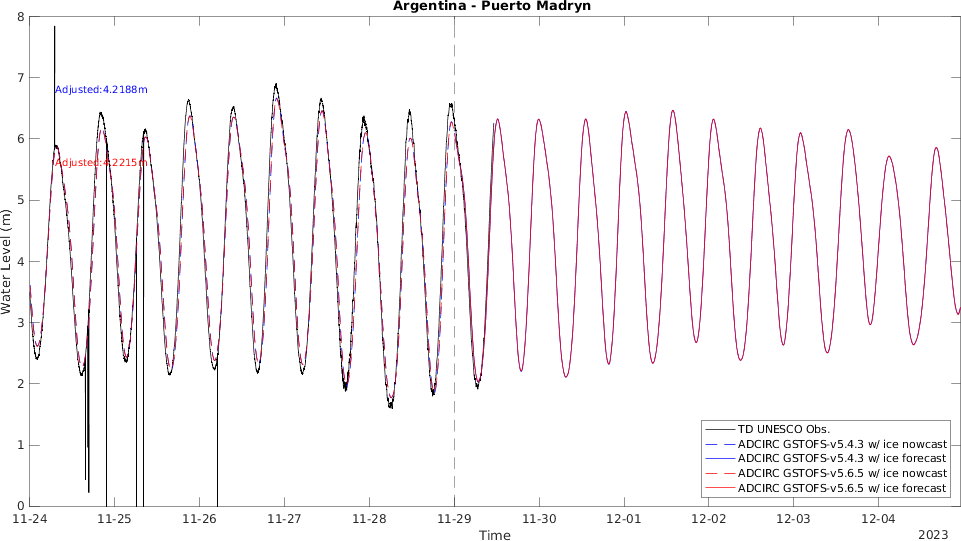 Argentina - Puerto Madryn
8
7
6
5
4
3
2
1
0
Water Level (m)
Adjusted:4.2188m
Adjusted:4.2215m
TD UNESCO Obs.
ADCIRC GSTOFS-v5.4.3 w/ ice nowcast
ADCIRC GSTOFS-v5.4.3 w/ ice forecast
ADCIRC GSTOFS-v5.6.5 w/ ice nowcast
ADCIRC GSTOFS-v5.6.5 w/ ice forecast
11-24 11-25 11-26 11-27 11-28 11-29 11-30 12-01 12-02 12-03 12-04
Time
2023